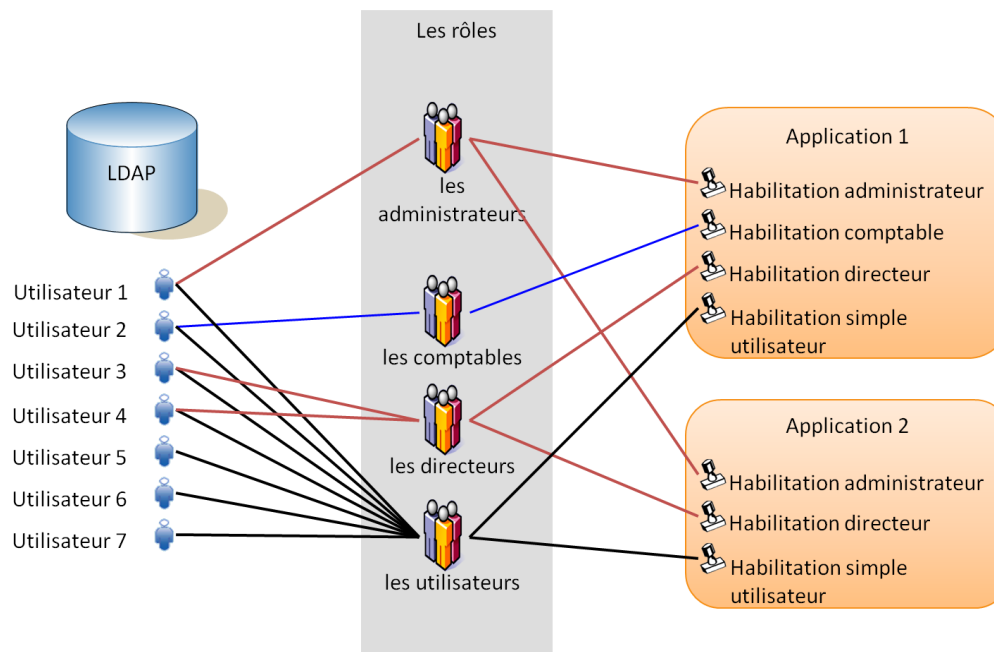 Les rôles
LDAP
Utilisateur 1
Utilisateur 2
Utilisateur 3
Utilisateur 4
Utilisateur 5
Utilisateur 6
Utilisateur 7
les
administrateurs
les comptables
les directeurs
les utilisateurs
Application 1
Habilitation administrateur
Habilitation comptable
Habilitation directeur
Habilitation simple
utilisateur
Application 2
Habilitation administrateur
Habilitation directeur
Habilitation simple
utilisateur